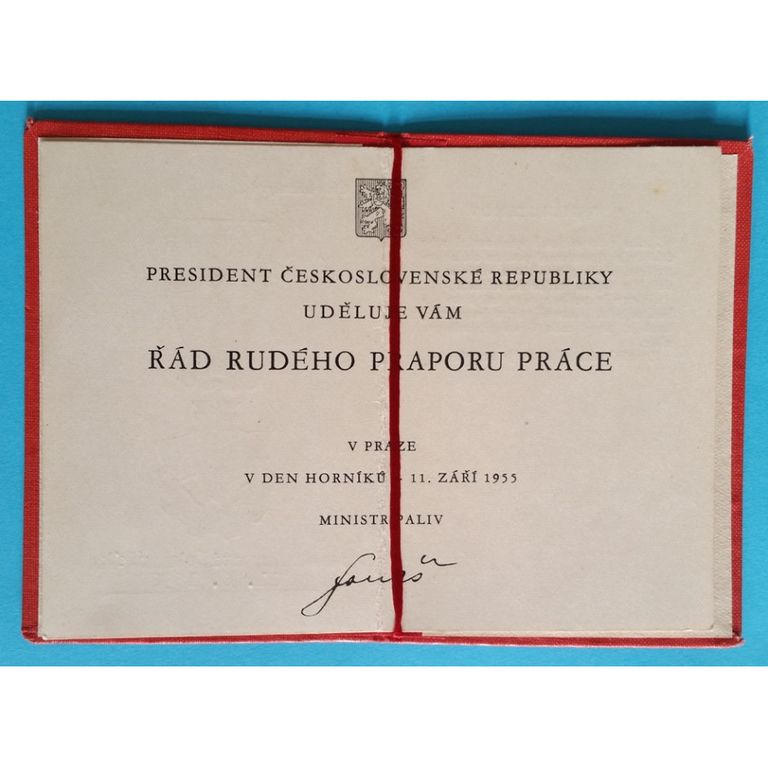 PRESIDENT ČESKOSLOVENSKÉ REPUBLIKY
UDĚLUJE VÁM
ŘÁD RUDÉHO PRAPORU PRÁCE
V PRAZE
V DEN HORNÍKŮ - 11. ZÁŘÍ 1955
MINISTR PALIV